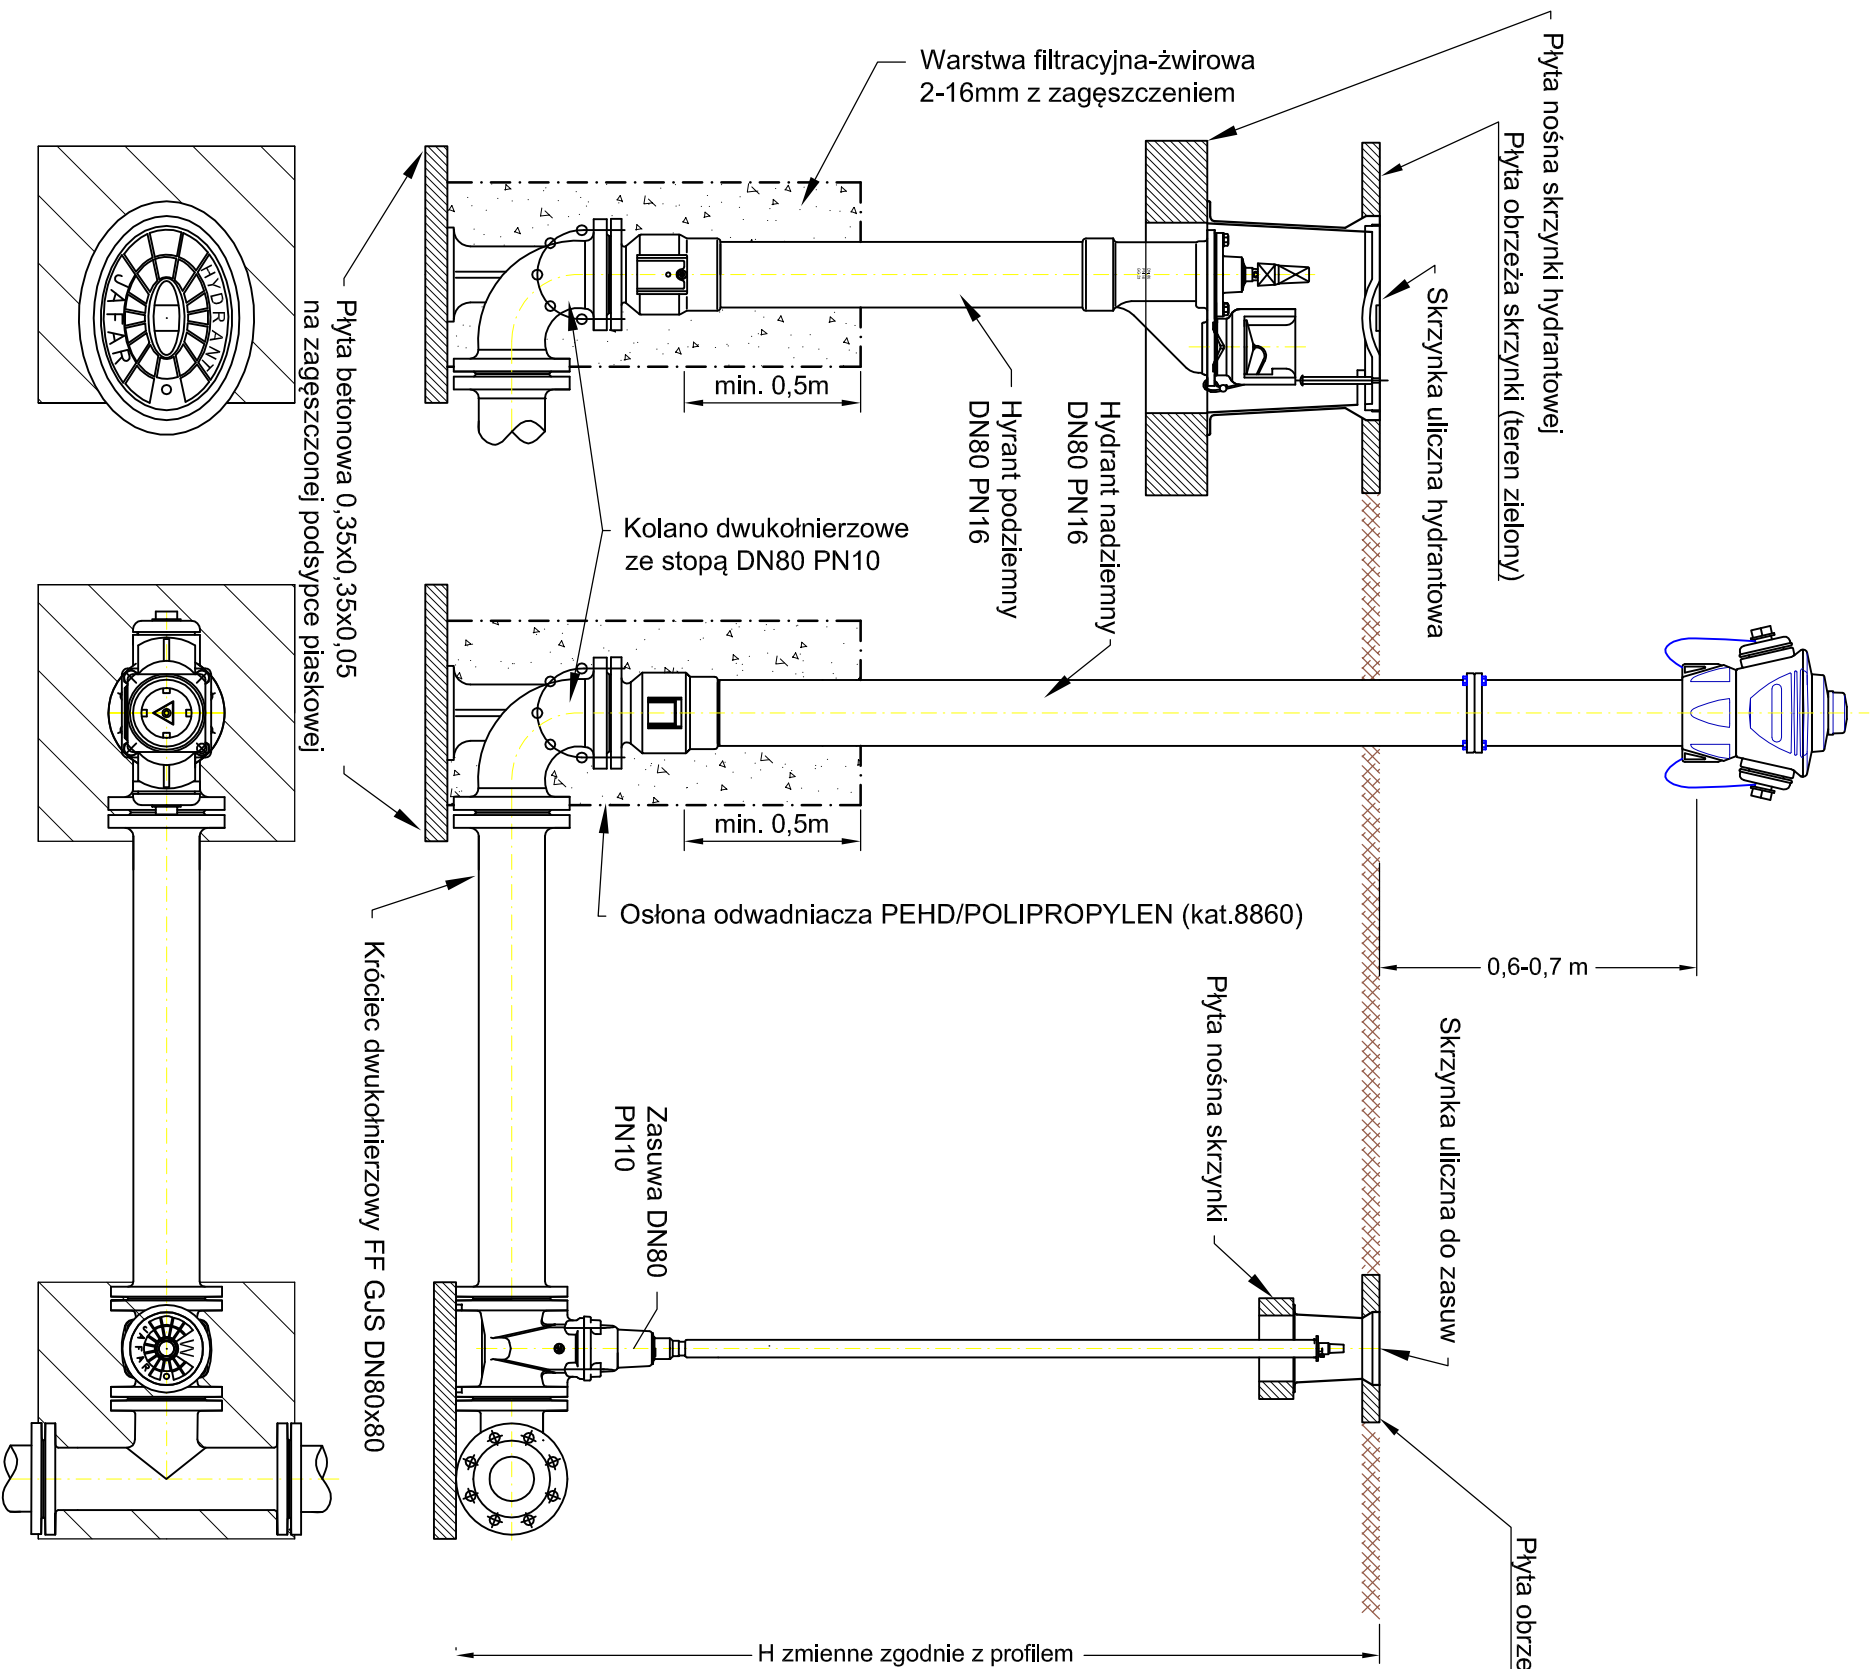 Warstwa filtracyjna-żwirowa
2-16mm z zagęszczeniem
Płyta nośna skrzynki hydrantowej
Płyta obrzeża skrzynki (teren zielony)
Skrzynka uliczna hydrantowa
HYDRANT
JAFAR
min. 0,5m
Hydrant nadziemny
DN80 PN16
Hyrant podziemny
DN80 PN16
Płyta betonowa 0,35x0,35x0,05
na zagęszczonej podsypce piaskowej
Kolano dwukołnierzowe
ze stopą DN80 PN10
min. 0,5m
Osłona odwadniacza PEHD/POLIPROPYLEN (kat.8860)
0,6-0,7 m
Króciec dwukołnierzowy FF GJS DN80x80
Zasuwa DN80
PN10
Płyta nośna skrzynki
Skrzynka uliczna do zasuw
W
JAFAR
Płyta obrze
H zmienne zgodnie z profilem